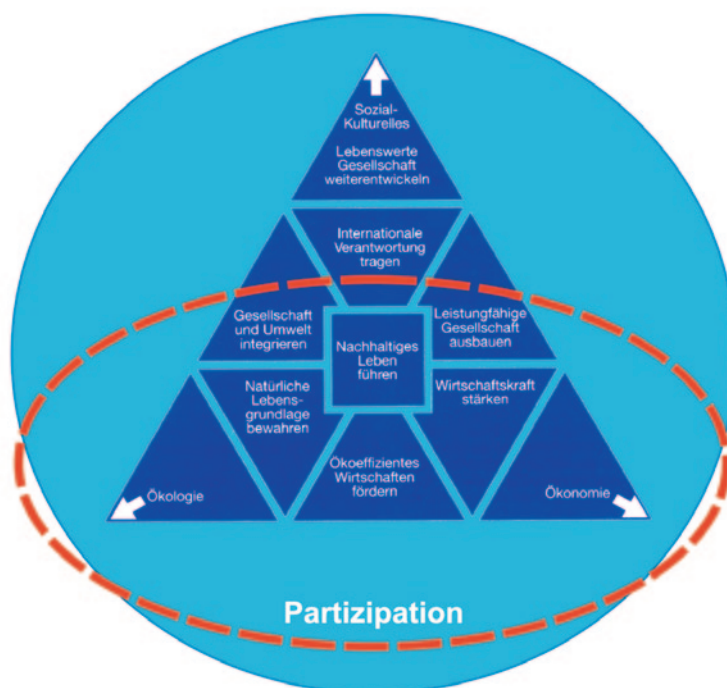 Sozial-
Kulturelles
Lebenswerte
Gesellschaft
weiterentwickeln
Internationale
Verantwortung
tragen
Gesellschaft
und Umwelt
integrieren
Leistungfähige
Gesellschaft
ausbauen
Nachhaltiges
Leben
führen
Natürliche
Lebens-
grundlage
bewahren
Wirtschaftskraft
stärken
Ökoeffizientes
Wirtschaften
fördern
Ökologie
Ökonomie
Partizipation